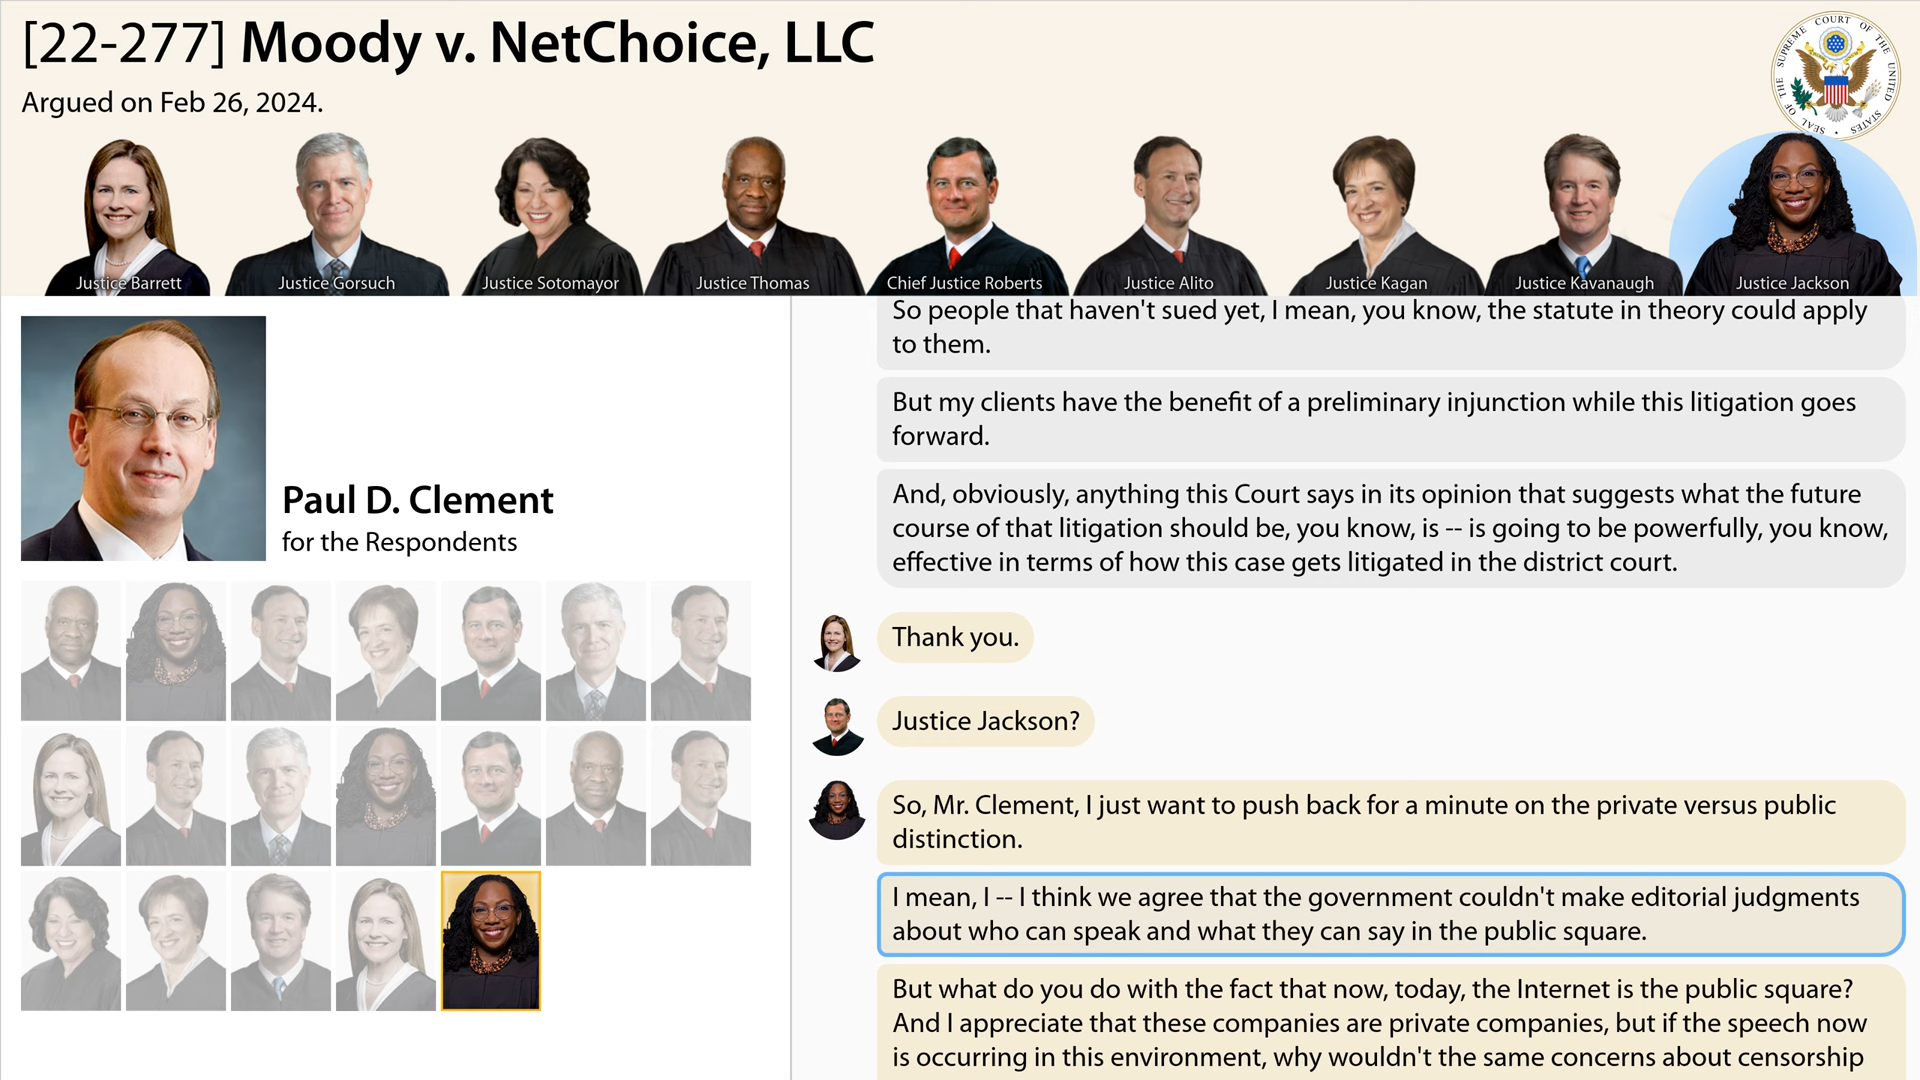 [22-277] Moody v. NetChoice, LLC
Argued on Feb 26, 2024.
SEAL OF THE SUPREME COURT OF THE UNITED STATES
Justice Barrett
Justice Gorsuch
Justice Sotomayor
Justice Thomas
Chief Justice Roberts
Justice Alito
Justice Kagan
Justice Kavanaugh
Justice Jackson
Paul D. Clement
for the Respondents
So people that haven't sued yet, I mean, you know, the statute in theory could apply
to them.
But my clients have the benefit of a preliminary injunction while this litigation goes
forward.
And, obviously, anything this Court says in its opinion that suggests what the future
course of that litigation should be, you know, is -- is going to be powerfully, you know,
effective in terms of how this case gets litigated in the district court.
Thank you.
Justice Jackson?
So, Mr. Clement, I just want to push back for a minute on the private versus public
distinction.
I mean, I -- I think we agree that the government couldn't make editorial judgments
about who can speak and what they can say in the public square.
But what do you do with the fact that now, today, the Internet is the public square?
And I appreciate that these companies are private companies, but if the speech now
is occurring in this environment, why wouldn't the same concerns about censorship